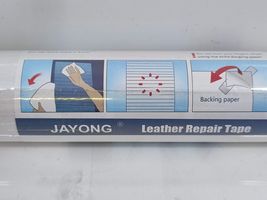 Backing paper
JAYONG ® Leather Repair Tape